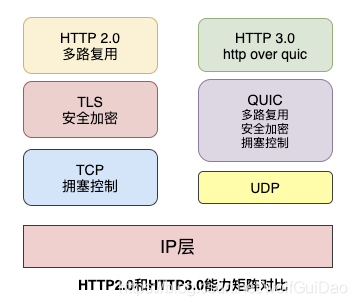 HTTP 2.0
多路复用
HTTP 3.0
http over quic
TLS
安全加密
QUIC
多路复用
安全加密
拥塞控制
TCP
拥塞控制
UDP
IP层
HTTP2.0和HTTP3.0能力矩阵对比